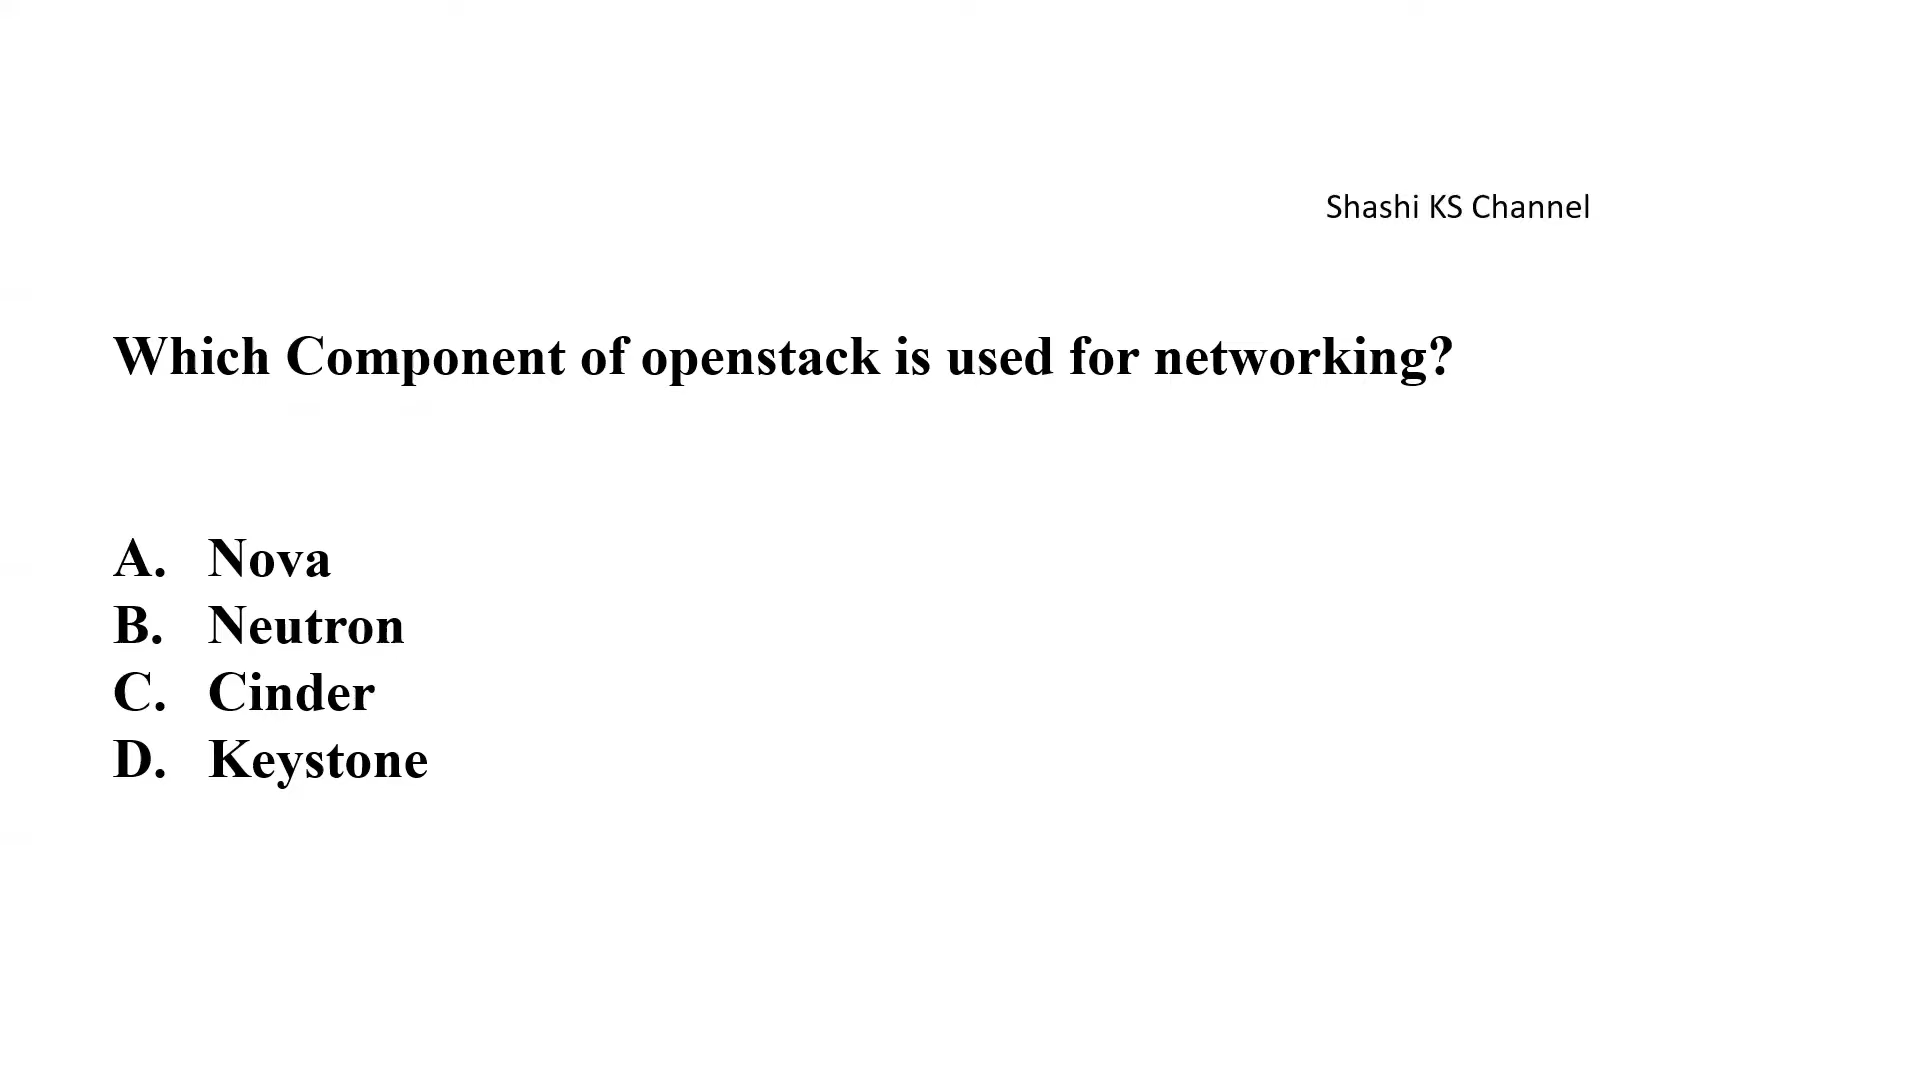 Shashi KS Channel
Which Component of openstack is used for networking?
A. Nova
B. Neutron
C. Cinder
D. Keystone